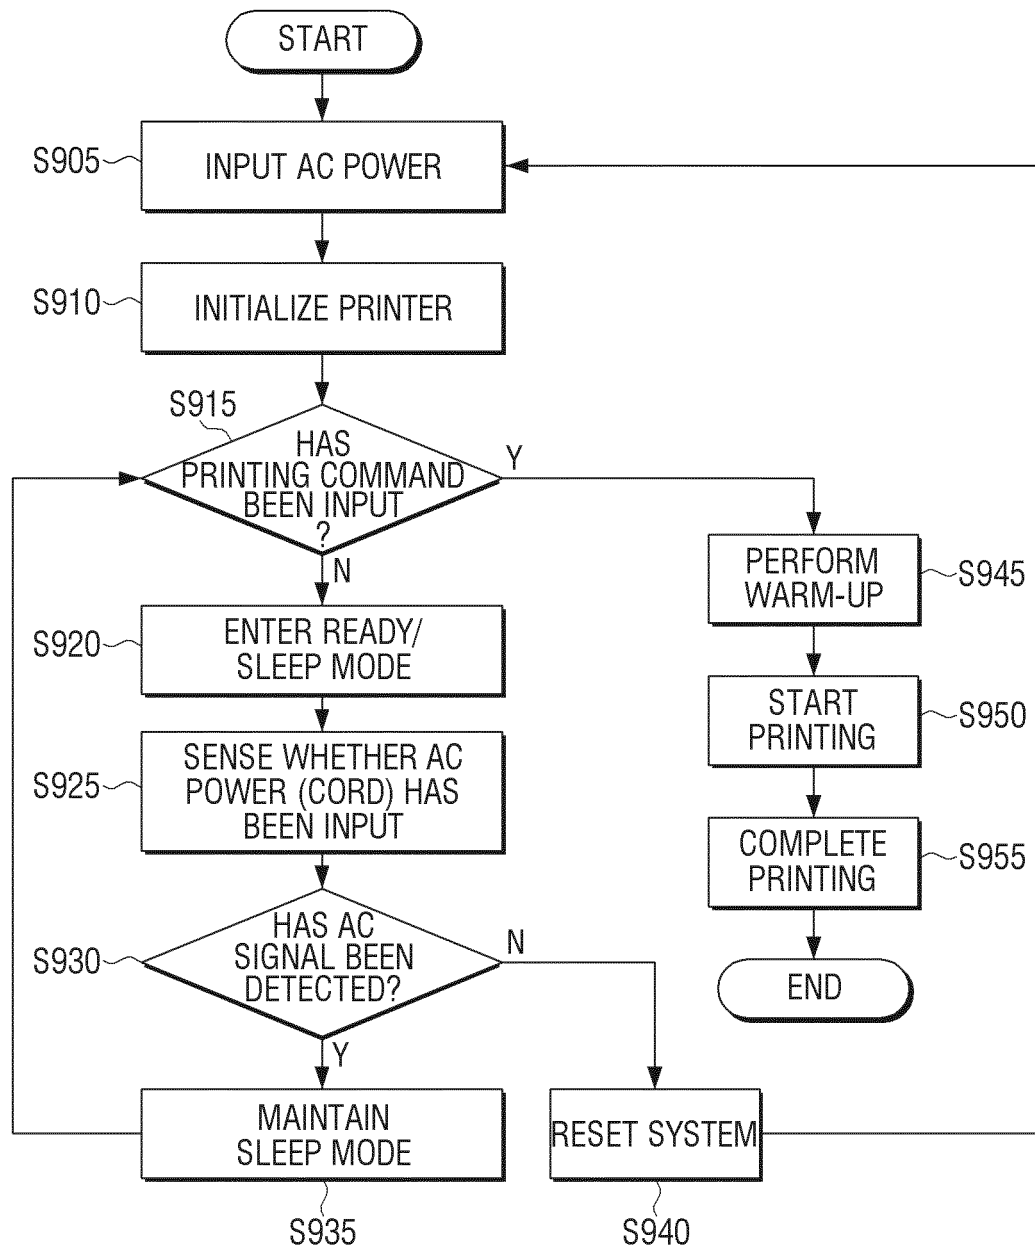 START
S905
INPUT AC POWER
S910
INITIALIZE PRINTER
S915
HAS
PRINTING COMMAND
BEEN INPUT
?
Y
N
S920
ENTER READY/
SLEEP MODE
S925
SENSE WHETHER AC
POWER (CORD) HAS
BEEN INPUT
S930
HAS AC
SIGNAL BEEN
DETECTED?
N
Y
MAINTAIN
SLEEP MODE
S935
RESET SYSTEM
S940
PERFORM
WARM-UP
S945
START
PRINTING
S950
COMPLETE
PRINTING
S955
END